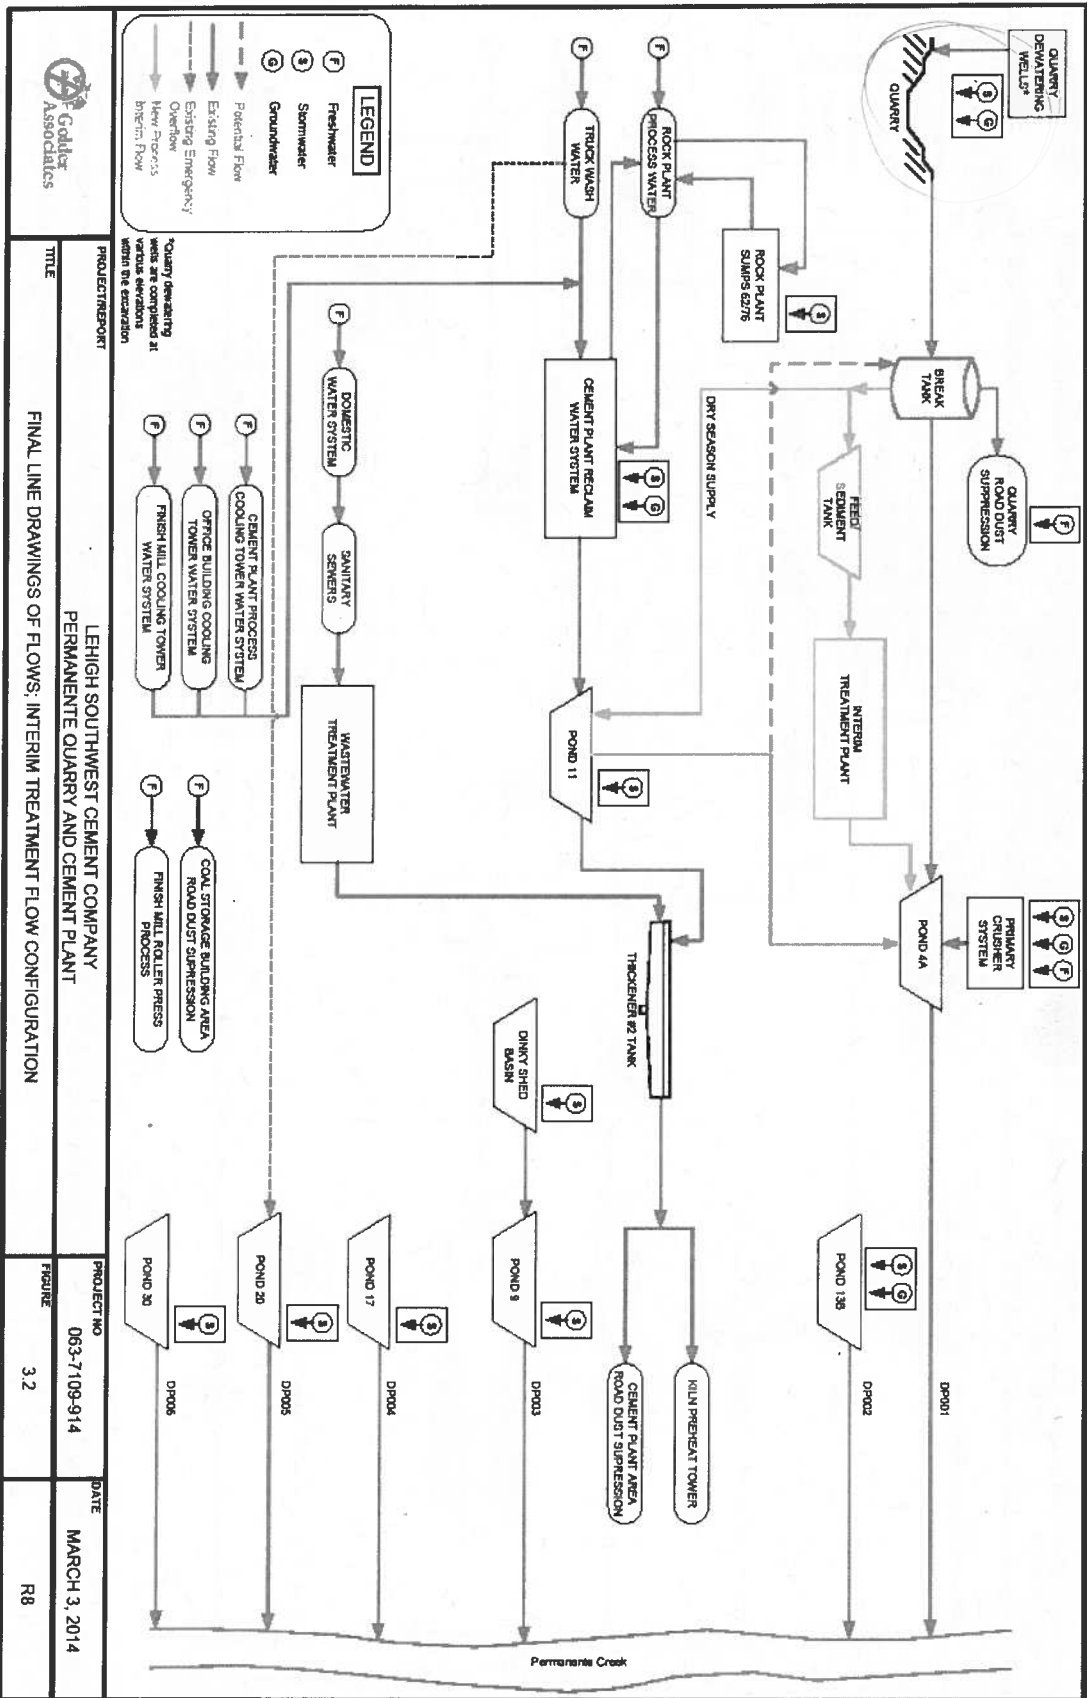 QUARRY
DEWATERING
WELLS*
S
G
QUARRY
BREAK
TANK
F
QUARRY
ROAD DUST
SUPPRESSION
S
G
F
PRIMARY
CRUSHER
SYSTEM
POND 4A
DP001
FEED/
SEDIMENT
TANK
INTERIM
TREATMENT PLANT
S
G
POND 13B
DP002
S
ROCK PLANT
SUMPS 62/76
DRY SEASON SUPPLY
F
ROCK PLANT
PROCESS WATER
S
G
F
TRUCK WASH
WATER
CEMENT PLANT RECLAIM
WATER SYSTEM
S
POND 11
THICKENER #2 TANK
KILN PREHEAT TOWER
CEMENT PLANT AREA
ROAD DUST SUPRESSION
S
DINKY SHED
BASIN
S
POND 9
DP003
F
DOMESTIC
WATER SYSTEM
SANITARY
SEWERS
WASTEWATER
TREATMENT PLANT
S
POND 17
DP004
F
CEMENT PLANT PROCESS
COOLING TOWER WATER SYSTEM
F
OFFICE BUILDING COOLING
TOWER WATER SYSTEM
F
FINISH MILL COOLING TOWER
WATER SYSTEM
F
COAL STORAGE BUILDING AREA
ROAD DUST SUPRESSION
F
FINISH MILL ROLLER PRESS
PROCESS
S
POND 20
DP005
S
POND 30
DP006
Permanente Creek
LEGEND
F Freshwater
S Stormwater
G Groundwater
Potential Flow
Existing Flow
Existing Emergency
Overflow
New Process
Interim Flow
*Quarry dewatering
wells are completed at
various elevations
within the excavation
Golder
Associates
PROJECT/REPORT
LEHIGH SOUTHWEST CEMENT COMPANY
PERMANENTE QUARRY AND CEMENT PLANT
TITLE
FINAL LINE DRAWINGS OF FLOWS; INTERIM TREATMENT FLOW CONFIGURATION
PROJECT NO
063-7109-914
DATE
MARCH 3, 2014
FIGURE
3.2
R8